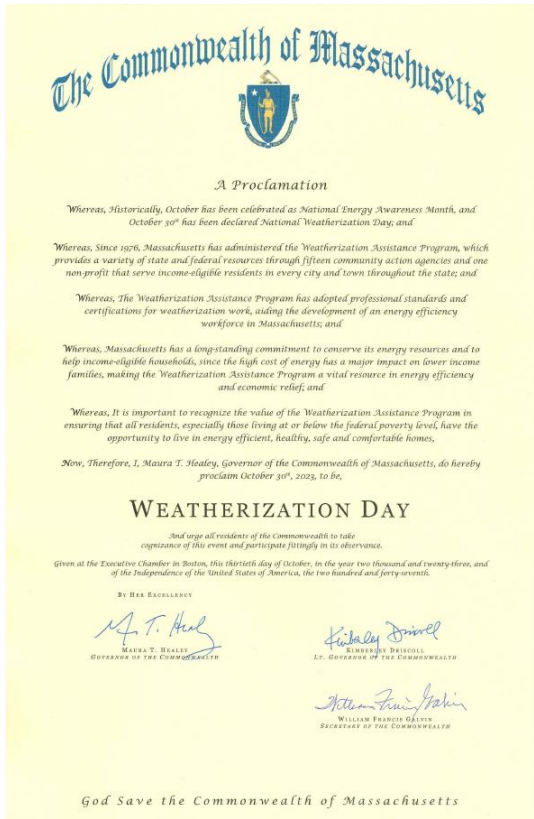 The Commonwealth of Massachusetts
A Proclamation
Whereas, Historically, October has been celebrated as National Energy Awareness Month, and
October 30th has been declared National Weatherization Day; and
Whereas, Since 1976, Massachusetts has administered the Weatherization Assistance Program, which
provides a variety of state and federal resources through fifteen community action agencies and one
non-profit that serve income-eligible residents in every city and town throughout the state; and
Whereas, The Weatherization Assistance Program has adopted professional standards and
certifications for weatherization work, aiding the development of an energy efficiency
workforce in Massachusetts; and
Whereas, Massachusetts has a long-standing commitment to conserve its energy resources and to
help income-eligible households, since the high cost of energy has a major impact on lower income
families, making the Weatherization Assistance Program a vital resource in energy efficiency
and economic relief; and
Whereas, It is important to recognize the value of the Weatherization Assistance Program in
ensuring that all residents, especially those living at or below the federal poverty level, have the
opportunity to live in energy efficient, healthy, safe and comfortable homes,
Now, Therefore, I, Maura T. Healey, Governor of the Commonwealth of Massachusetts, do hereby
proclaim October 30th, 2023, to be,
WEATHERIZATION DAY
And urge all residents of the Commonwealth to take
cognizance of this event and participate fittingly in its observance.
Given at the Executive Chamber in Boston, this thirtieth day of October, in the year two thousand and twenty-three, and
of the Independence of the United States of America, the two hundred and forty-seventh.
BY HER EXCELLENCY
MAURA T. HEALEY
GOVERNOR OF THE COMMONWEALTH
Kimberley Driscoll
KIMBERLEY DRISCOLL
LT. GOVERNOR OF THE COMMONWEALTH
William Francis Galvin
WILLIAM FRANCIS GALVIN
SECRETARY OF THE COMMONWEALTH
God Save the Commonwealth of Massachusetts